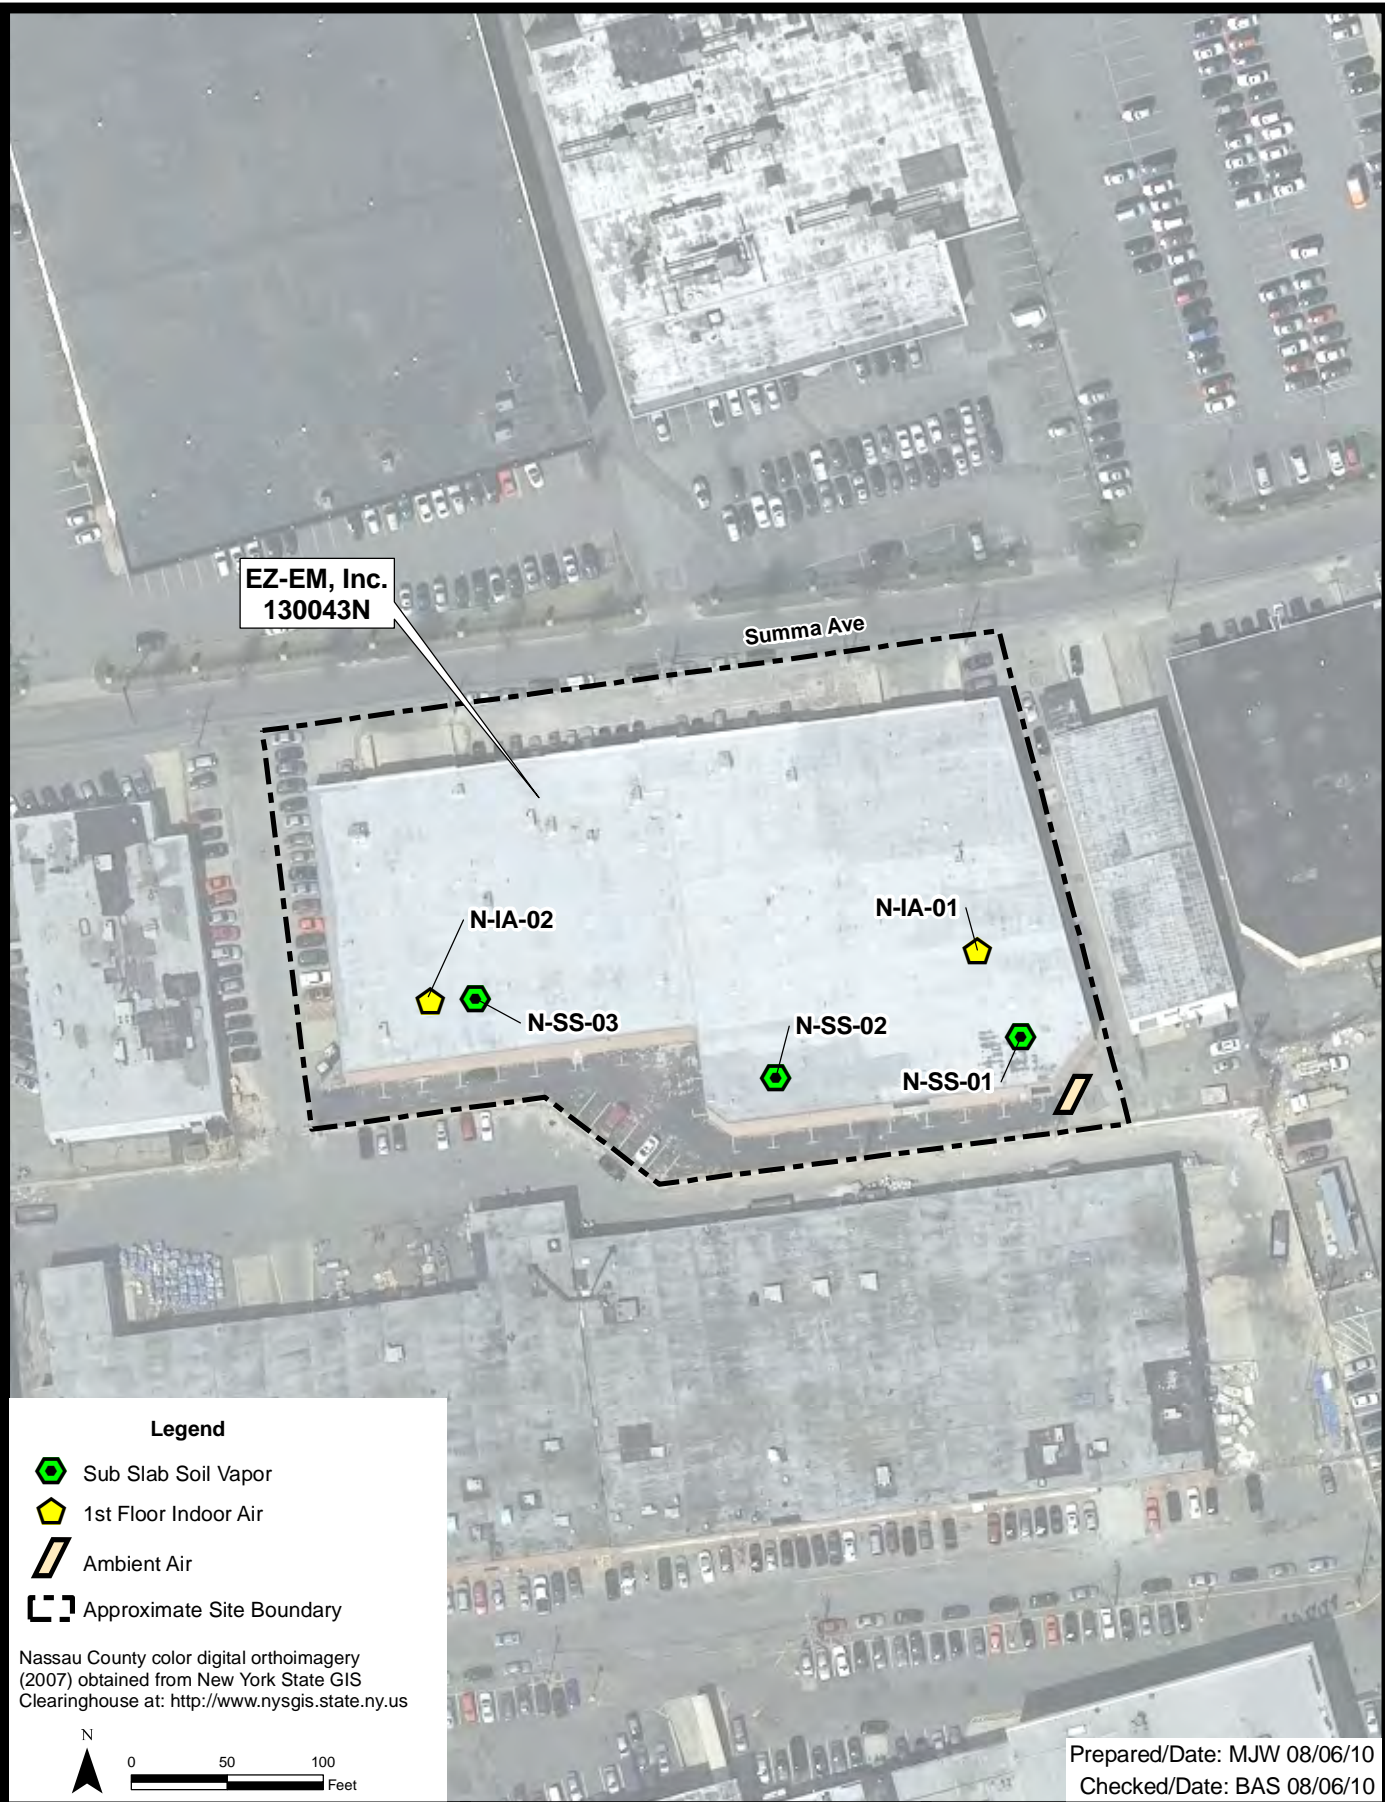 EZ-EM, Inc.
130043N
Summa Ave
N-IA-02
N-IA-01
N-SS-03
N-SS-02
N-SS-01
Legend
Sub Slab Soil Vapor
1st Floor Indoor Air
Ambient Air
Approximate Site Boundary
Nassau County color digital orthoimagery
(2007) obtained from New York State GIS
Clearinghouse at: http://www.nysgis.state.ny.us
N
0 50 100
Feet
Prepared/Date: MJW 08/06/10
Checked/Date: BAS 08/06/10